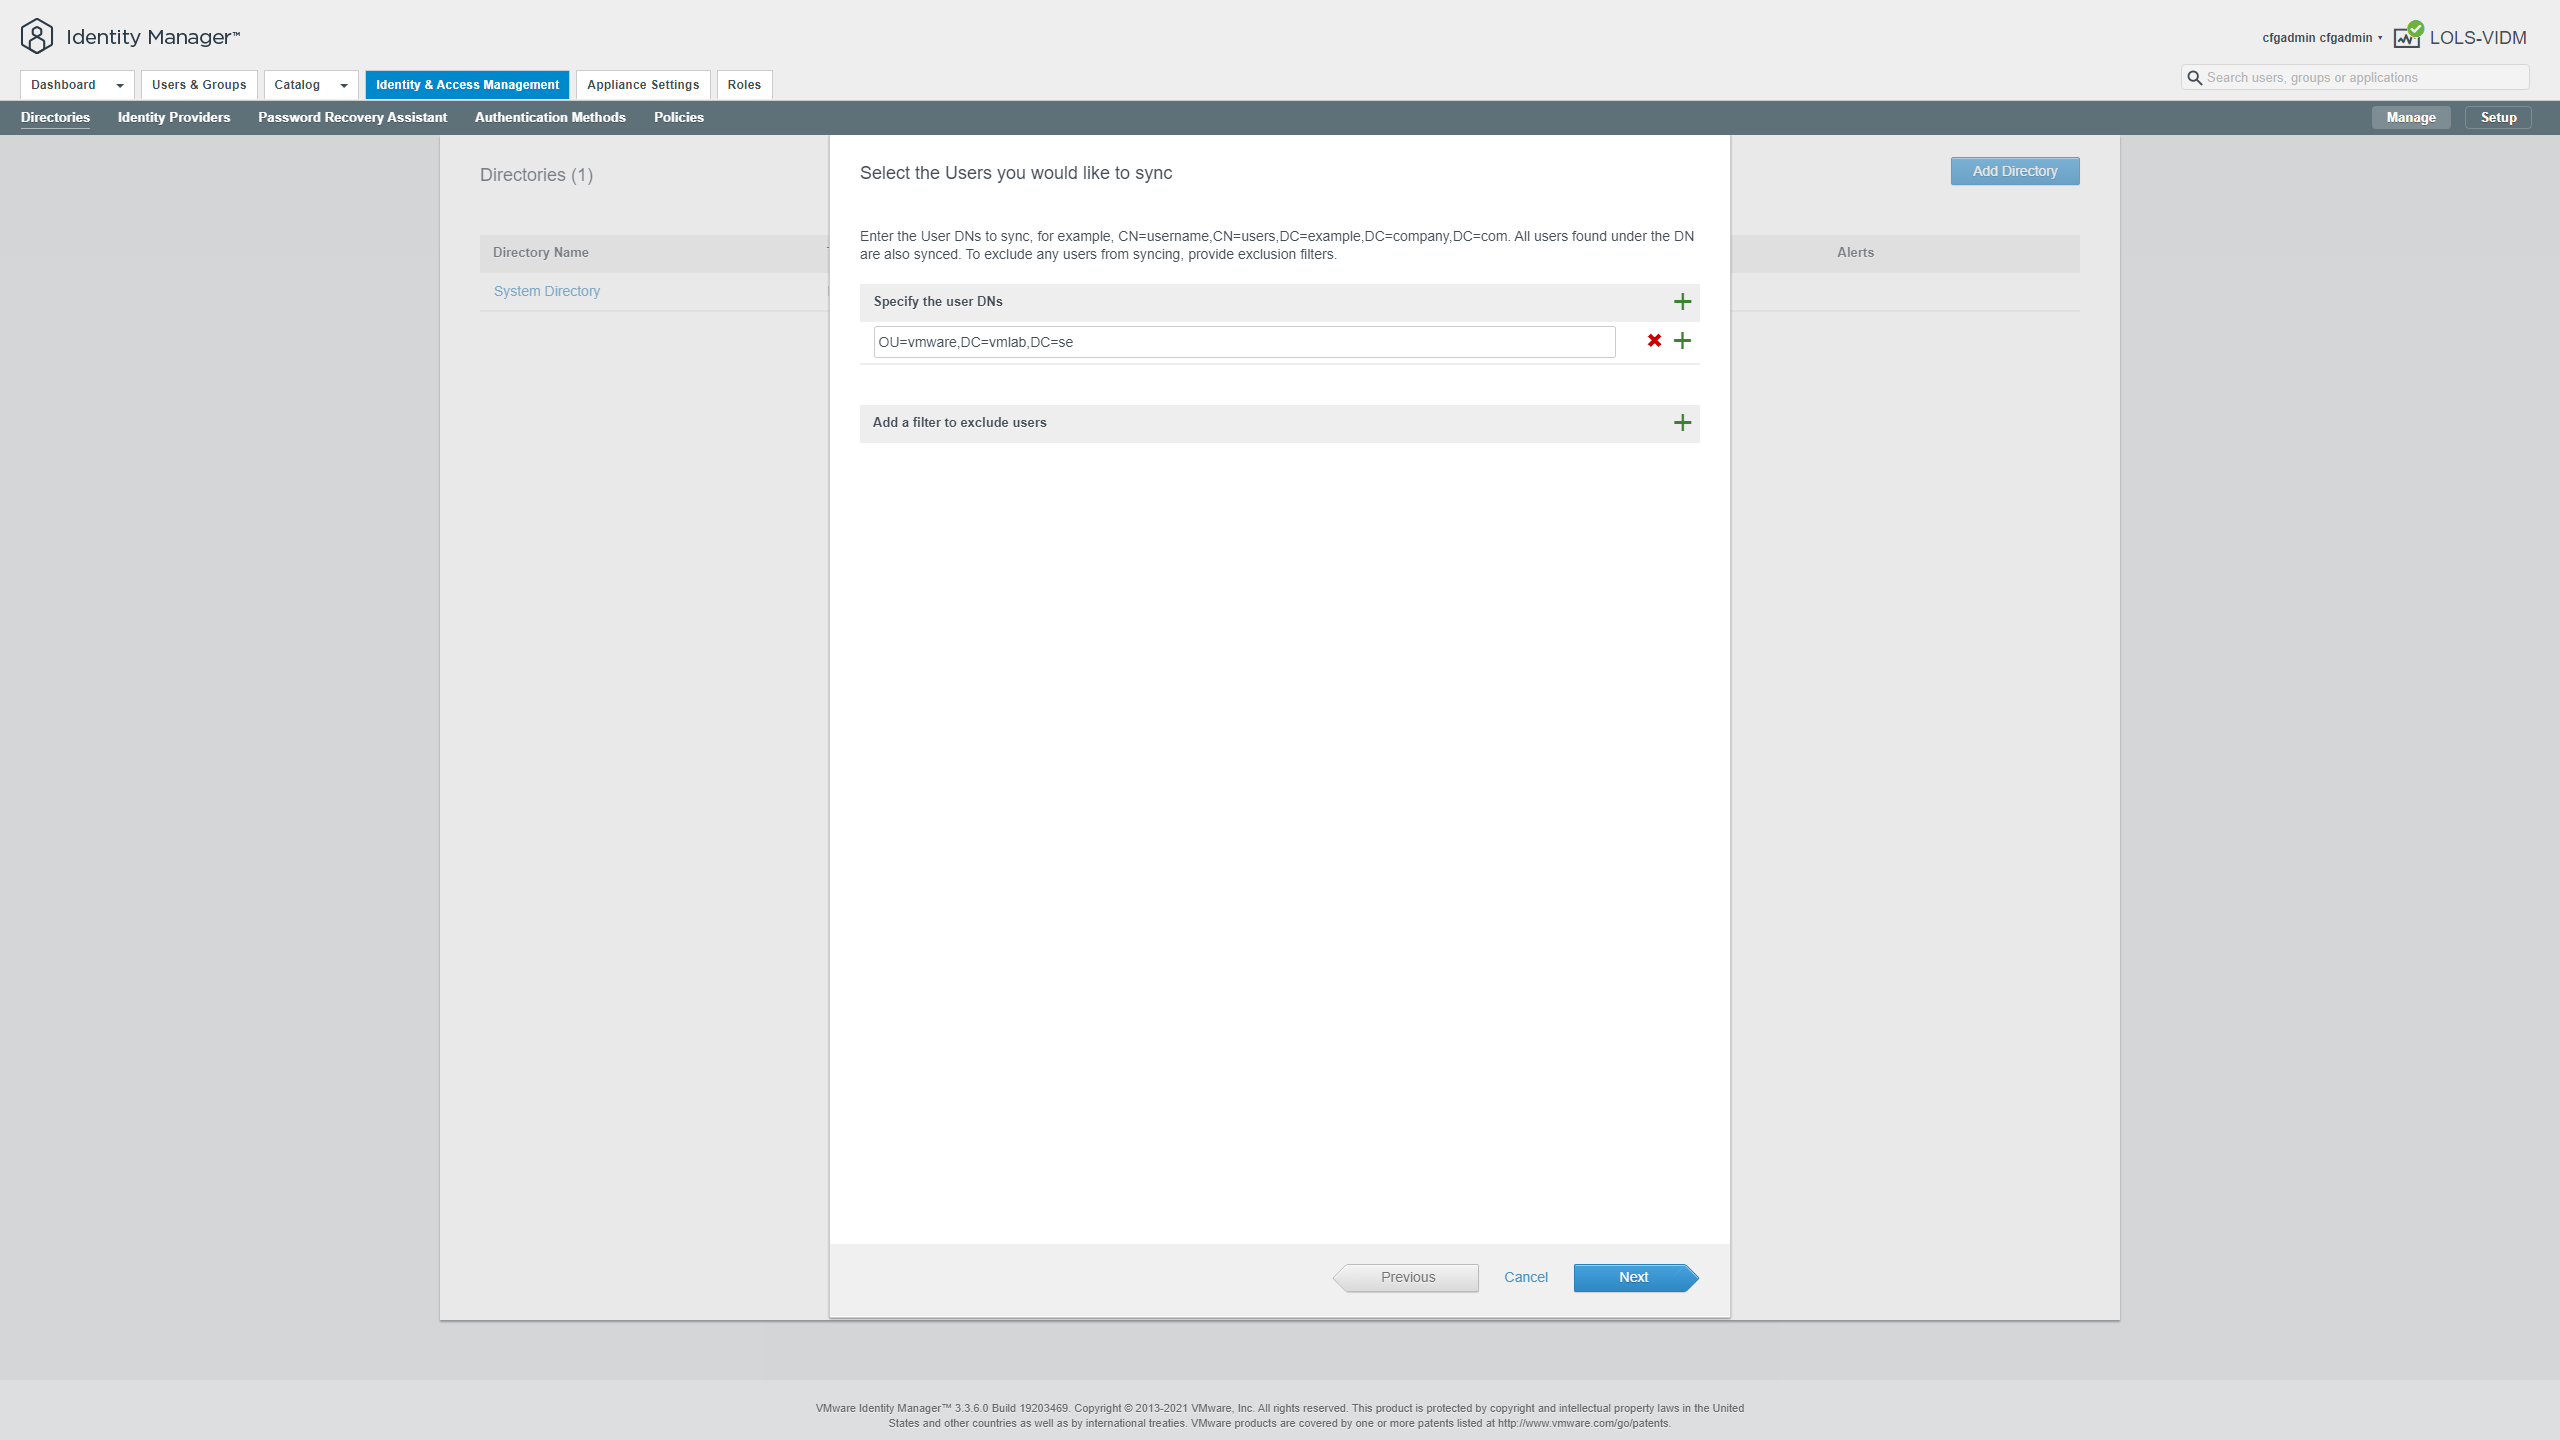 Identity Manager™
cfgadmin cfgadmin
LOLS-VIDM
Dashboard
Users & Groups
Catalog
Identity & Access Management
Appliance Settings
Roles
Search users, groups or applications
Directories
Identity Providers
Password Recovery Assistant
Authentication Methods
Policies
Manage
Setup
Directories (1)
Add Directory
Directory Name
Alerts
System Directory
Select the Users you would like to sync
Enter the User DNs to sync, for example, CN=username,CN=users,DC=example,DC=company,DC=com. All users found under the DN
are also synced. To exclude any users from syncing, provide exclusion filters.
Specify the user DNs
OU=vmware,DC=vmlab,DC=se
Add a filter to exclude users
Previous
Cancel
Next
VMware Identity Manager™ 3.3.6.0 Build 19203469. Copyright © 2013-2021 VMware, Inc. All rights reserved. This product is protected by copyright and intellectual property laws in the United
States and other countries as well as by international treaties. VMware products are covered by one or more patents listed at http://www.vmware.com/go/patents.